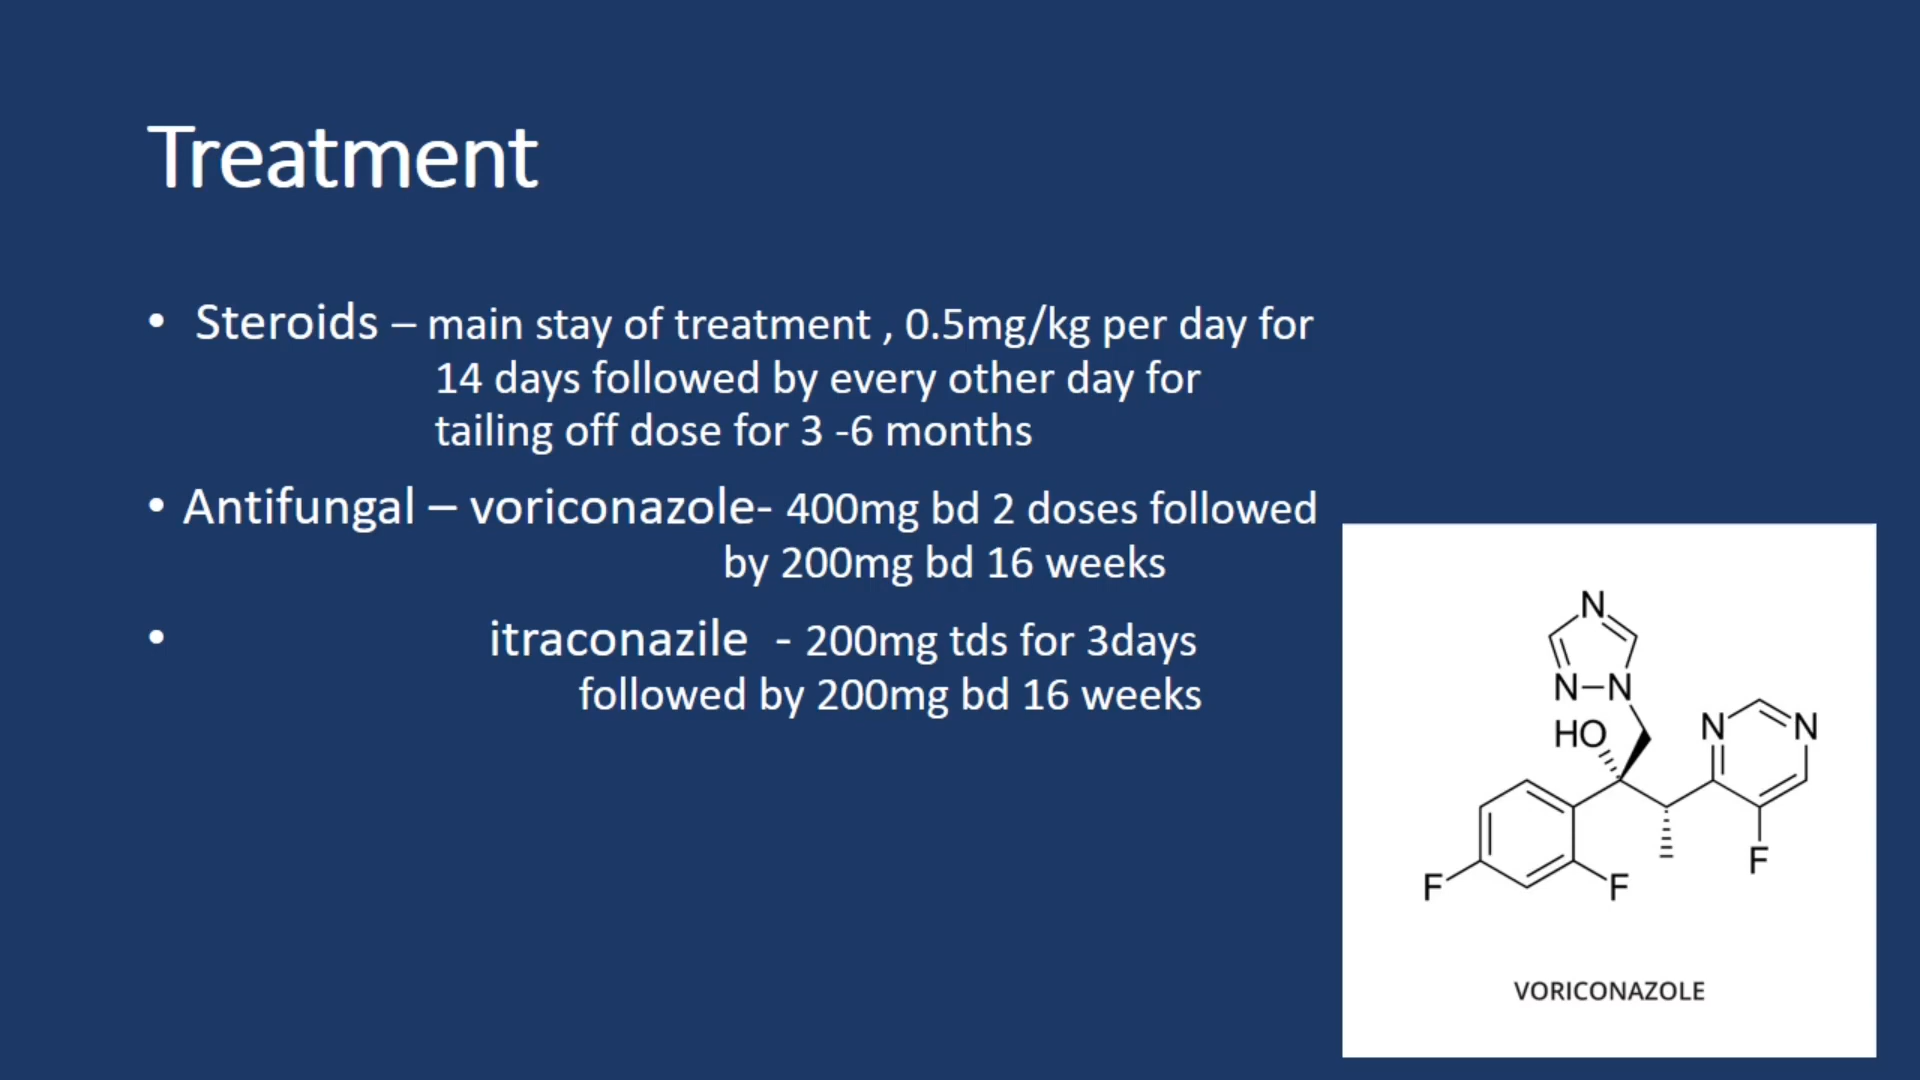 Treatment
• Steroids – main stay of treatment , 0.5mg/kg per day for
14 days followed by every other day for
tailing off dose for 3 -6 months
• Antifungal – voriconazole- 400mg bd 2 doses followed
by 200mg bd 16 weeks
• itraconazile - 200mg tds for 3days
followed by 200mg bd 16 weeks
N
N–N
HO
N N
F
F F
VORICONAZOLE